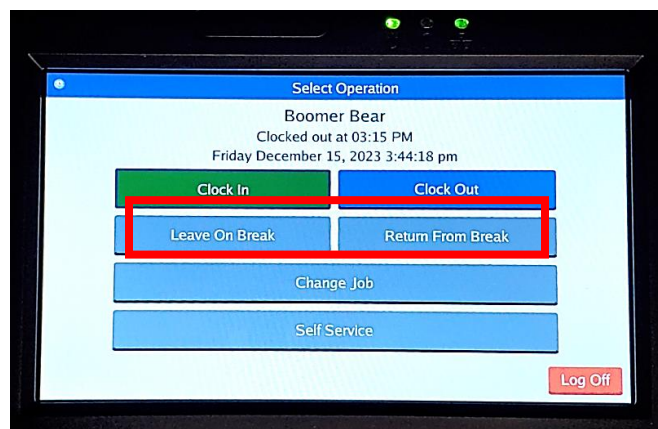 Select Operation
Boomer Bear
Clocked out at 03:15 PM
Friday December 15, 2023 3:44:18 pm
Clock In Clock Out
Leave On Break Return From Break
Change Job
Self Service
Log Off